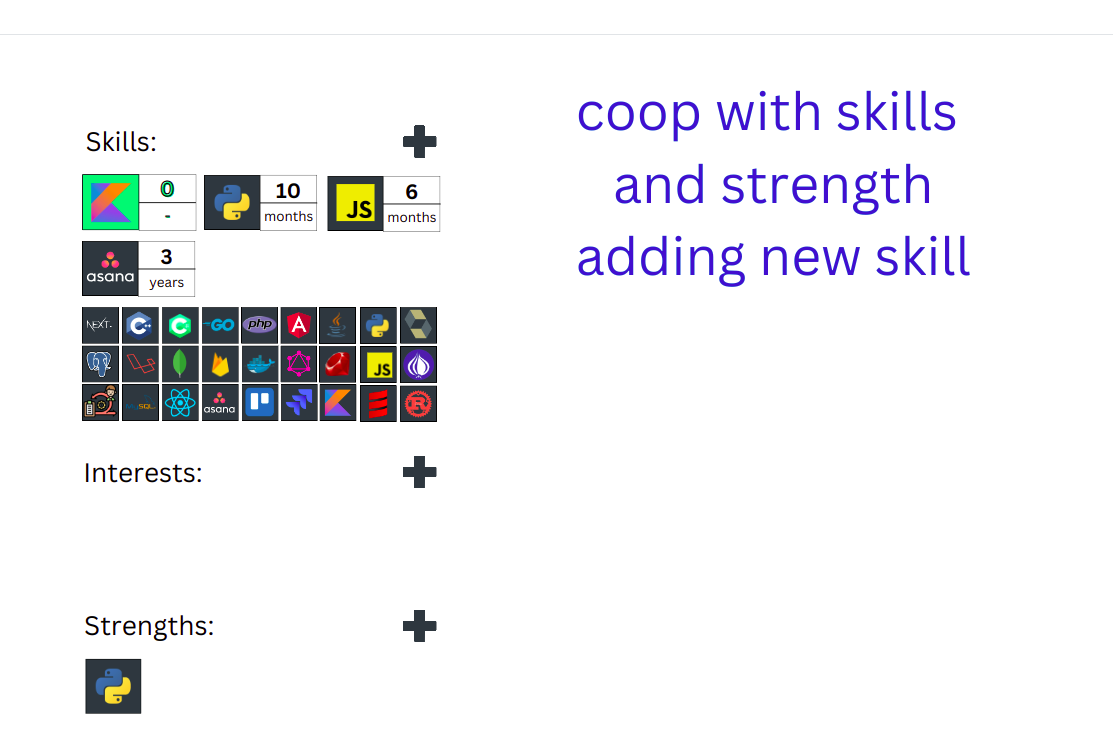 coop with skills
and strength
adding new skill
Skills:
0
-
10
months
JS
6
months
asana
3
years
NEXT.
C++
C
GO
php
A
Java
JS
MySQL
asana
R
Interests:
Strengths: